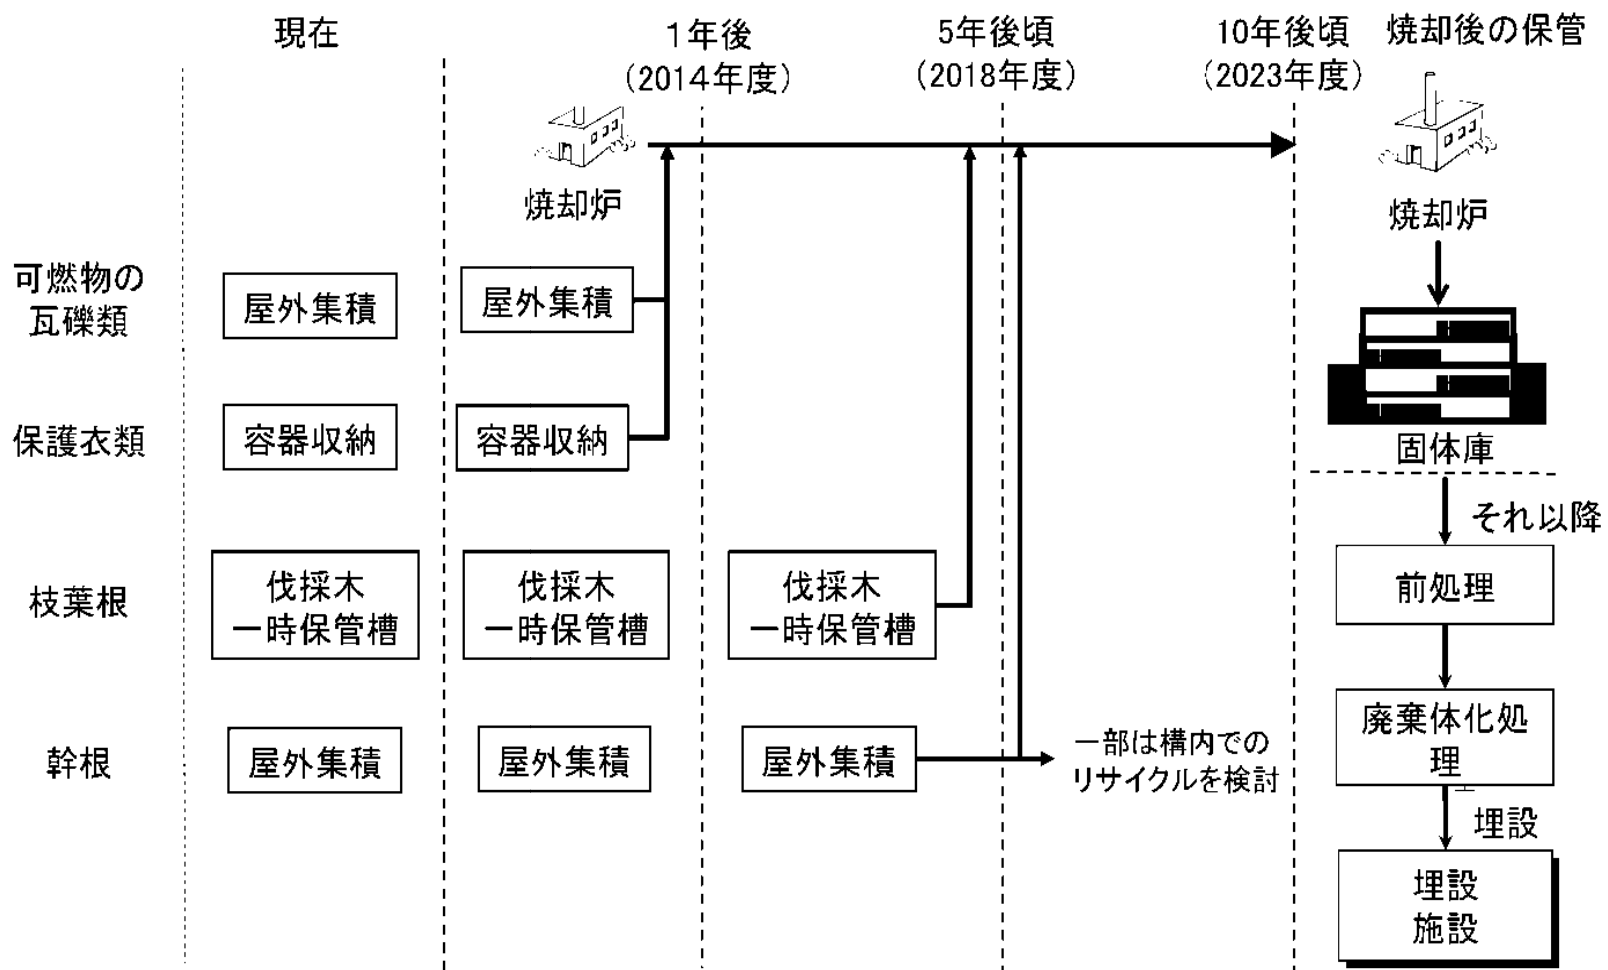 現在
1年後
(2014年度)
5年後頃
(2018年度)
10年後頃
(2023年度)
焼却後の保管
焼却炉
焼却炉
可燃物の
瓦礫類
屋外集積
屋外集積
保護衣類
容器収納
容器収納
固体庫
それ以降
枝葉根
伐採木
一時保管槽
伐採木
一時保管槽
伐採木
一時保管槽
前処理
幹根
屋外集積
屋外集積
屋外集積
一部は構内での
リサイクルを検討
廃棄体化処
理
埋設
埋設
施設